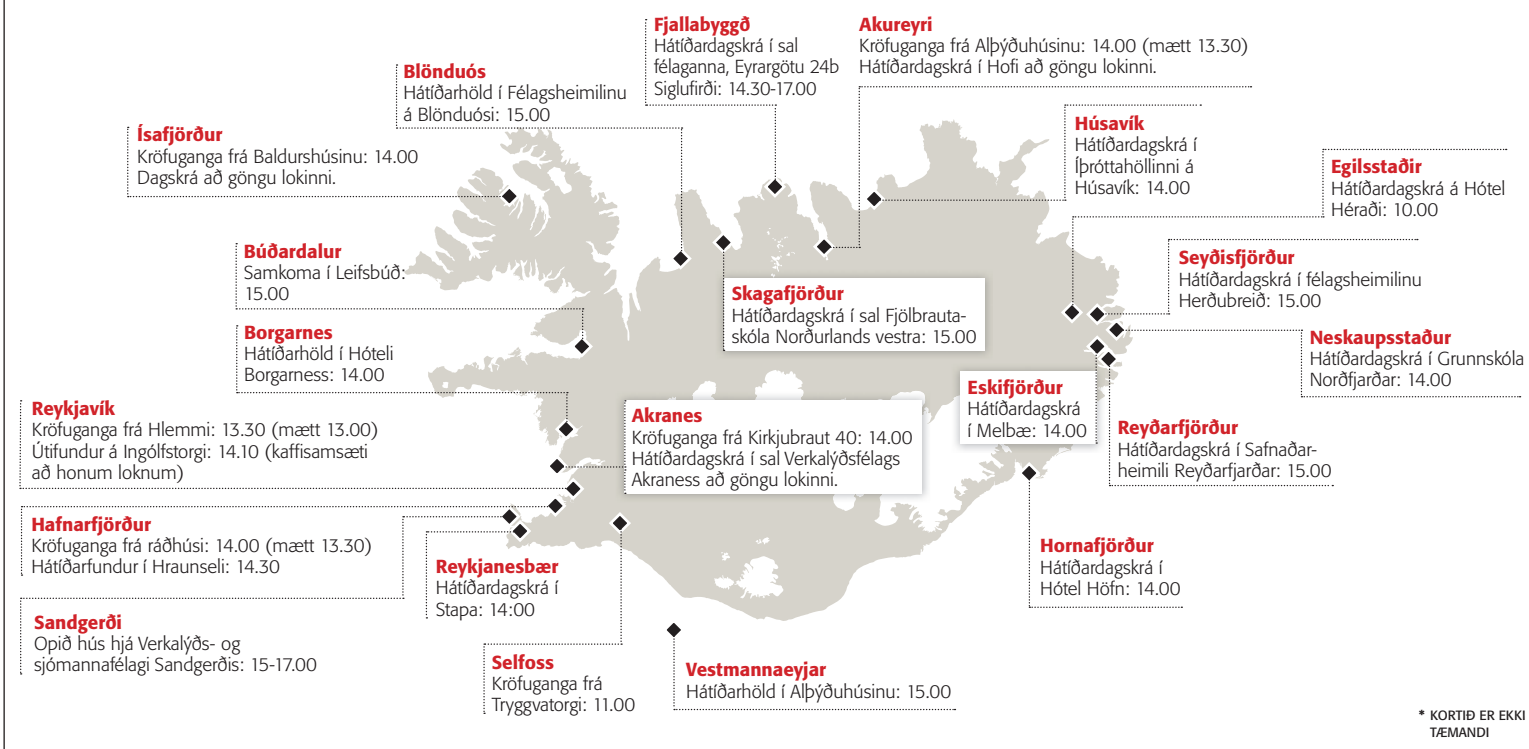 Fjallabyggð
Hátíðardagskrá í sal
félaganna, Eyrargötu 24b
Siglufirði: 14.30-17.00
Akureyri
Kröfuganga frá Alþýðuhúsinu: 14.00 (mætt 13.30)
Hátíðardagskrá í Hofi að göngu lokinni.
Blönduós
Hátíðarhöld í Félagsheimilinu
á Blönduósi: 15.00
Húsavík
Hátíðardagskrá í
Íþróttahöllinni á
Húsavík: 14.00
Ísafjörður
Kröfuganga frá Baldurshúsinu: 14.00
Dagskrá að göngu lokinni.
Egilsstaðir
Hátíðardagskrá á Hótel
Héraði: 10.00
Búðardalur
Samkoma í Leifsbúð:
15.00
Seyðisfjörður
Hátíðardagskrá í félagsheimilinu
Herðubreið: 15.00
Skagafjörður
Hátíðardagskrá í sal Fjölbrauta-
skóla Norðurlands vestra: 15.00
Borgarnes
Hátíðarhöld í Hóteli
Borgarness: 14.00
Neskaupsstaður
Hátíðardagskrá í Grunnskóla
Norðfjarðar: 14.00
Eskifjörður
Hátíðardagskrá
í Melbæ: 14.00
Reykjavík
Kröfuganga frá Hlemmi: 13.30 (mætt 13.00)
Útifundur á Ingólfstorgi: 14.10 (kaffisamsæti
að honum loknum)
Akranes
Kröfuganga frá Kirkjubraut 40: 14.00
Hátíðardagskrá í sal Verkalýðsfélags
Akraness að göngu lokinni.
Reyðarfjörður
Hátíðardagskrá í Safnaðar-
heimili Reyðarfjarðar: 15.00
Hafnarfjörður
Kröfuganga frá ráðhúsi: 14.00 (mætt 13.30)
Hátíðarfundur í Hraunseli: 14.30
Hornafjörður
Hátíðardagskrá í
Hótel Höfn: 14.00
Reykjanesbær
Hátíðardagskrá í
Stapa: 14:00
Sandgerði
Opið hús hjá Verkalýðs- og
sjómannafélagi Sandgerðis: 15-17.00
Selfoss
Kröfuganga frá
Tryggvatorgi: 11.00
Vestmannaeyjar
Hátíðarhöld í Alþýðuhúsinu: 15.00
* KORTIÐ ER EKKI
TÆMANDI